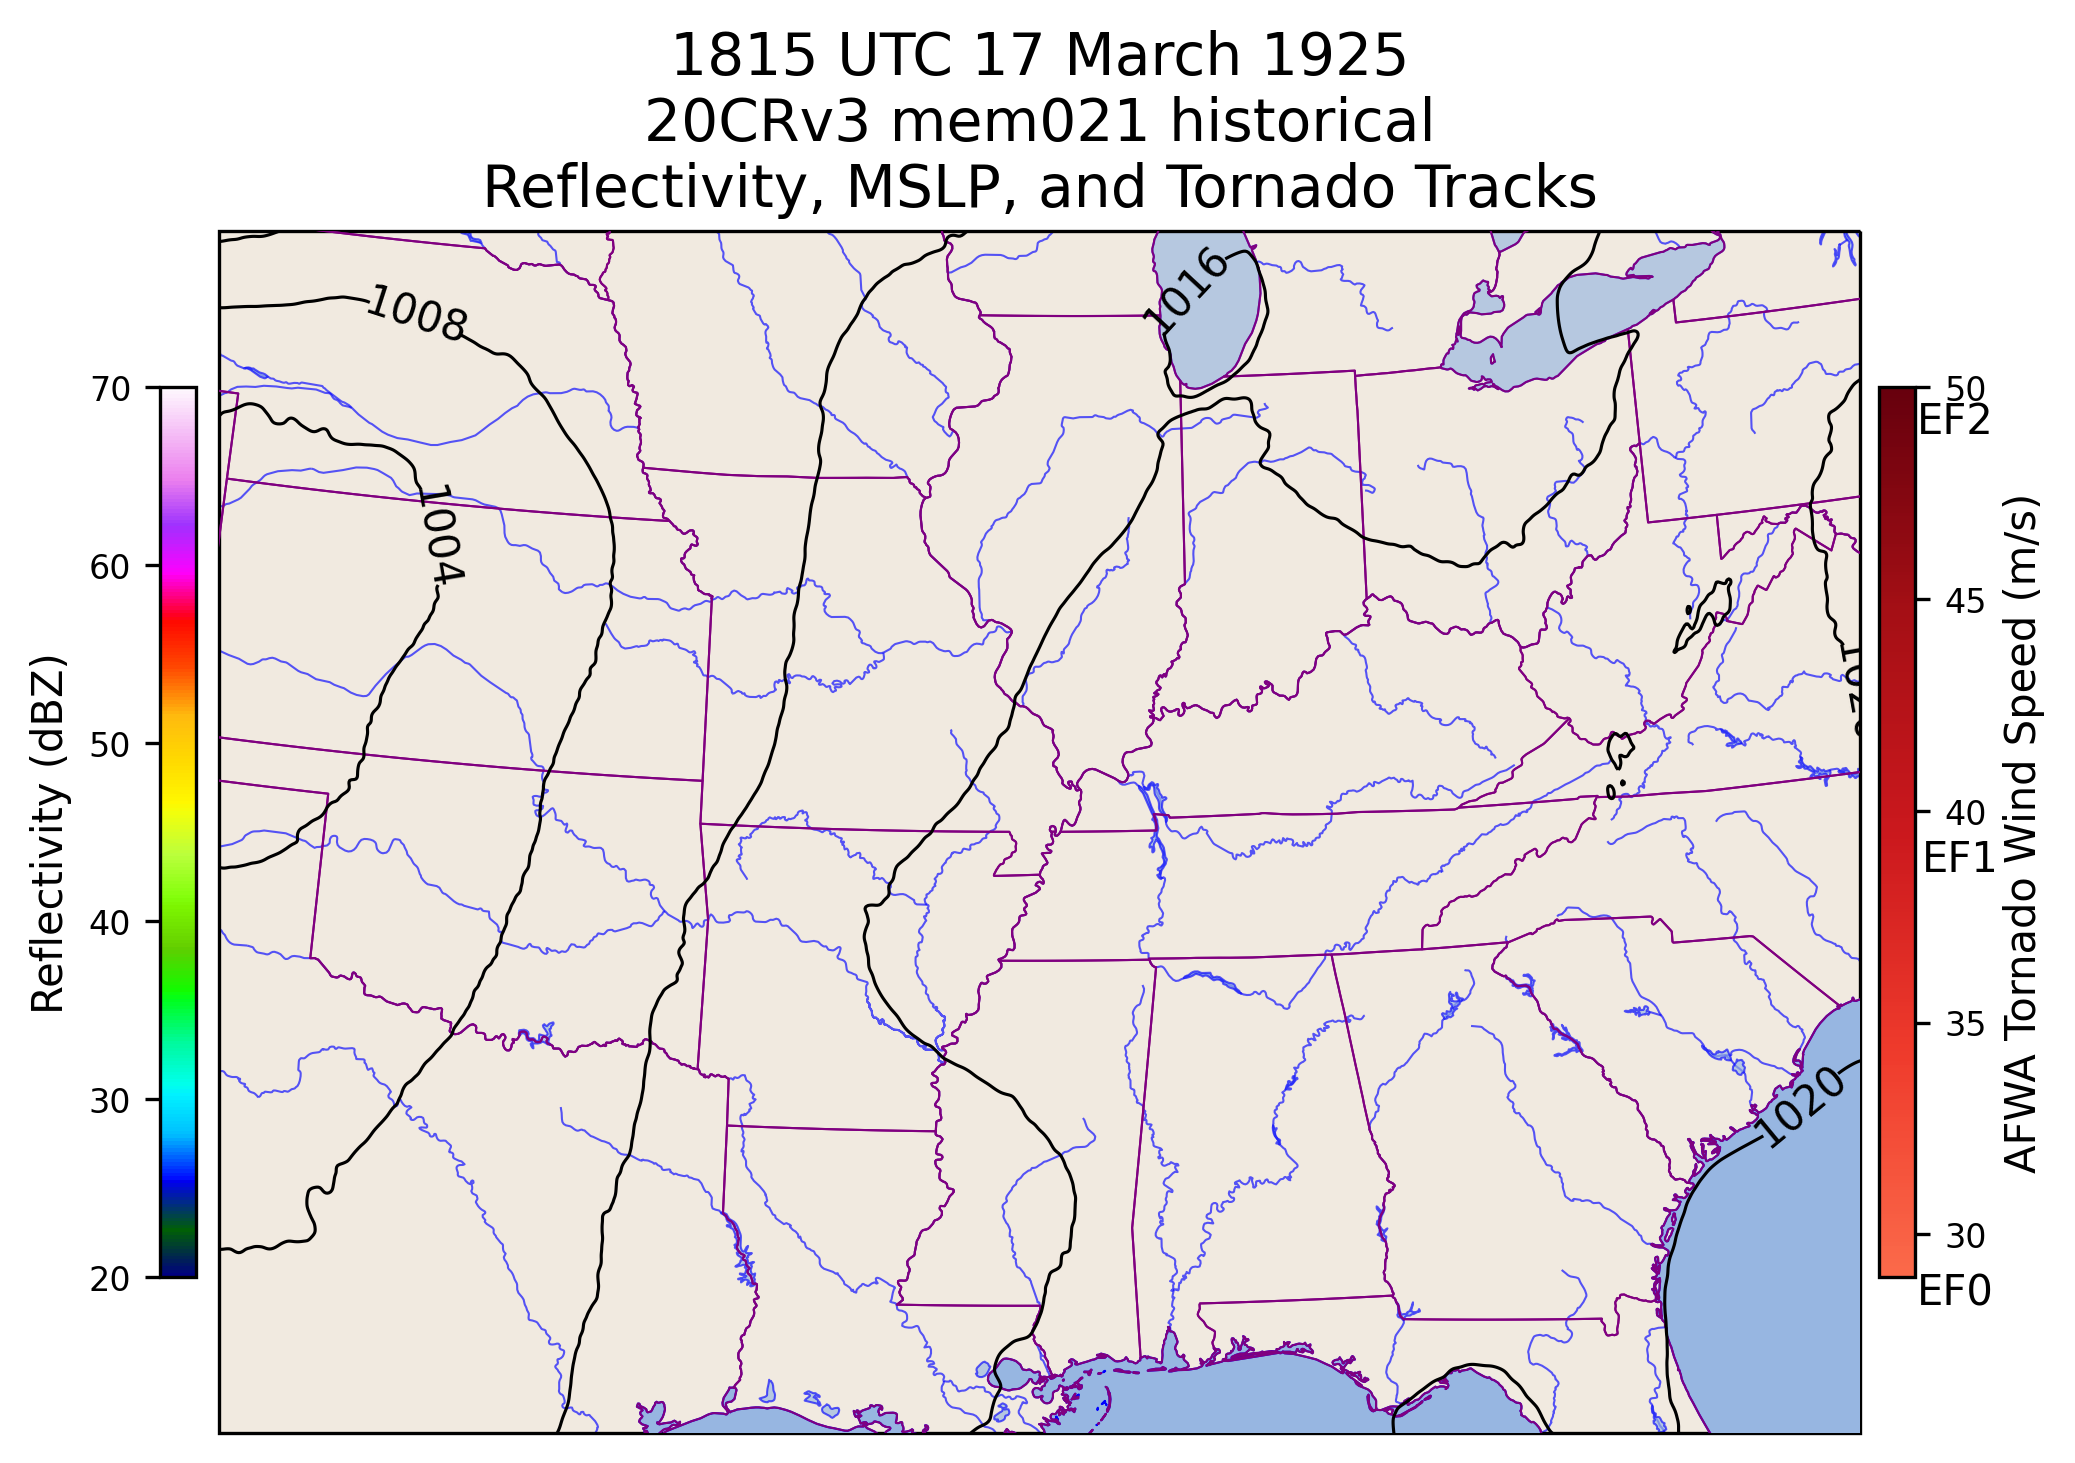 1815 UTC 17 March 1925
20CRv3 mem021 historical
Reflectivity, MSLP, and Tornado Tracks
1016
1008
1004
1020
70
60
50
40
30
20
Reflectivity (dBZ)
50
EF2
45
40
EF1
35
30
EF0
AFWA Tornado Wind Speed (m/s)